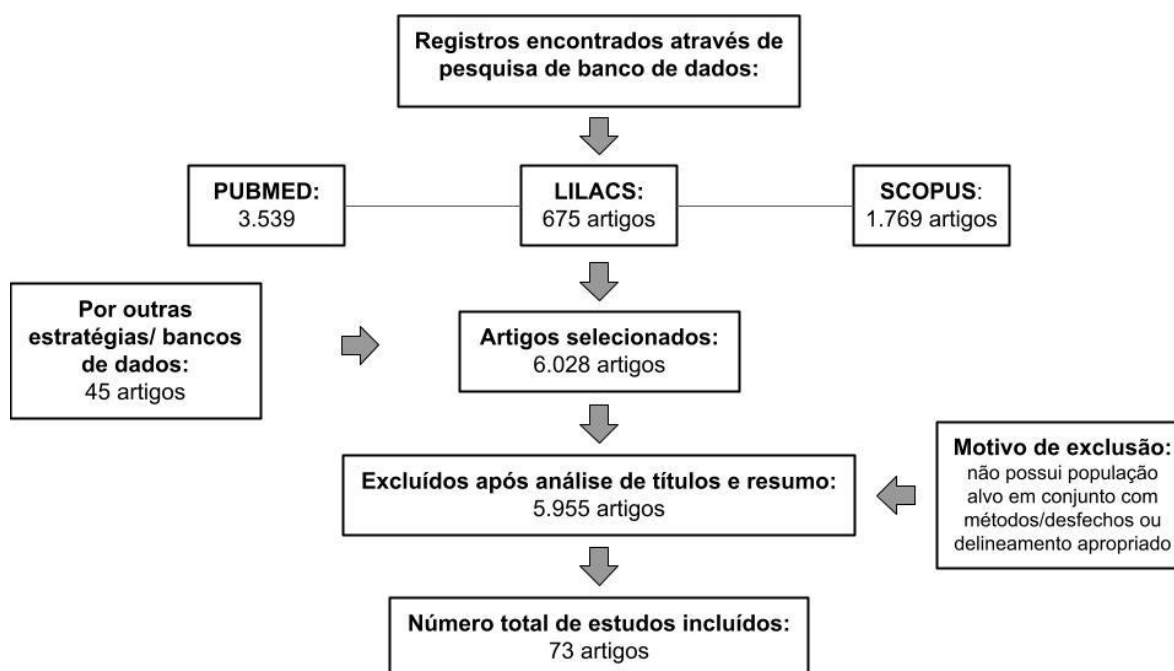 Registros encontrados através de
pesquisa de banco de dados:
PUBMED:
3.539
LILACS:
675 artigos
SCOPUS:
1.769 artigos
Por outras
estratégias/ bancos
de dados:
45 artigos
Artigos selecionados:
6.028 artigos
Excluídos após análise de títulos e resumo:
5.955 artigos
Motivo de exclusão:
não possui população
alvo em conjunto com
métodos/desfechos ou
delineamento apropriado
Número total de estudos incluídos:
73 artigos